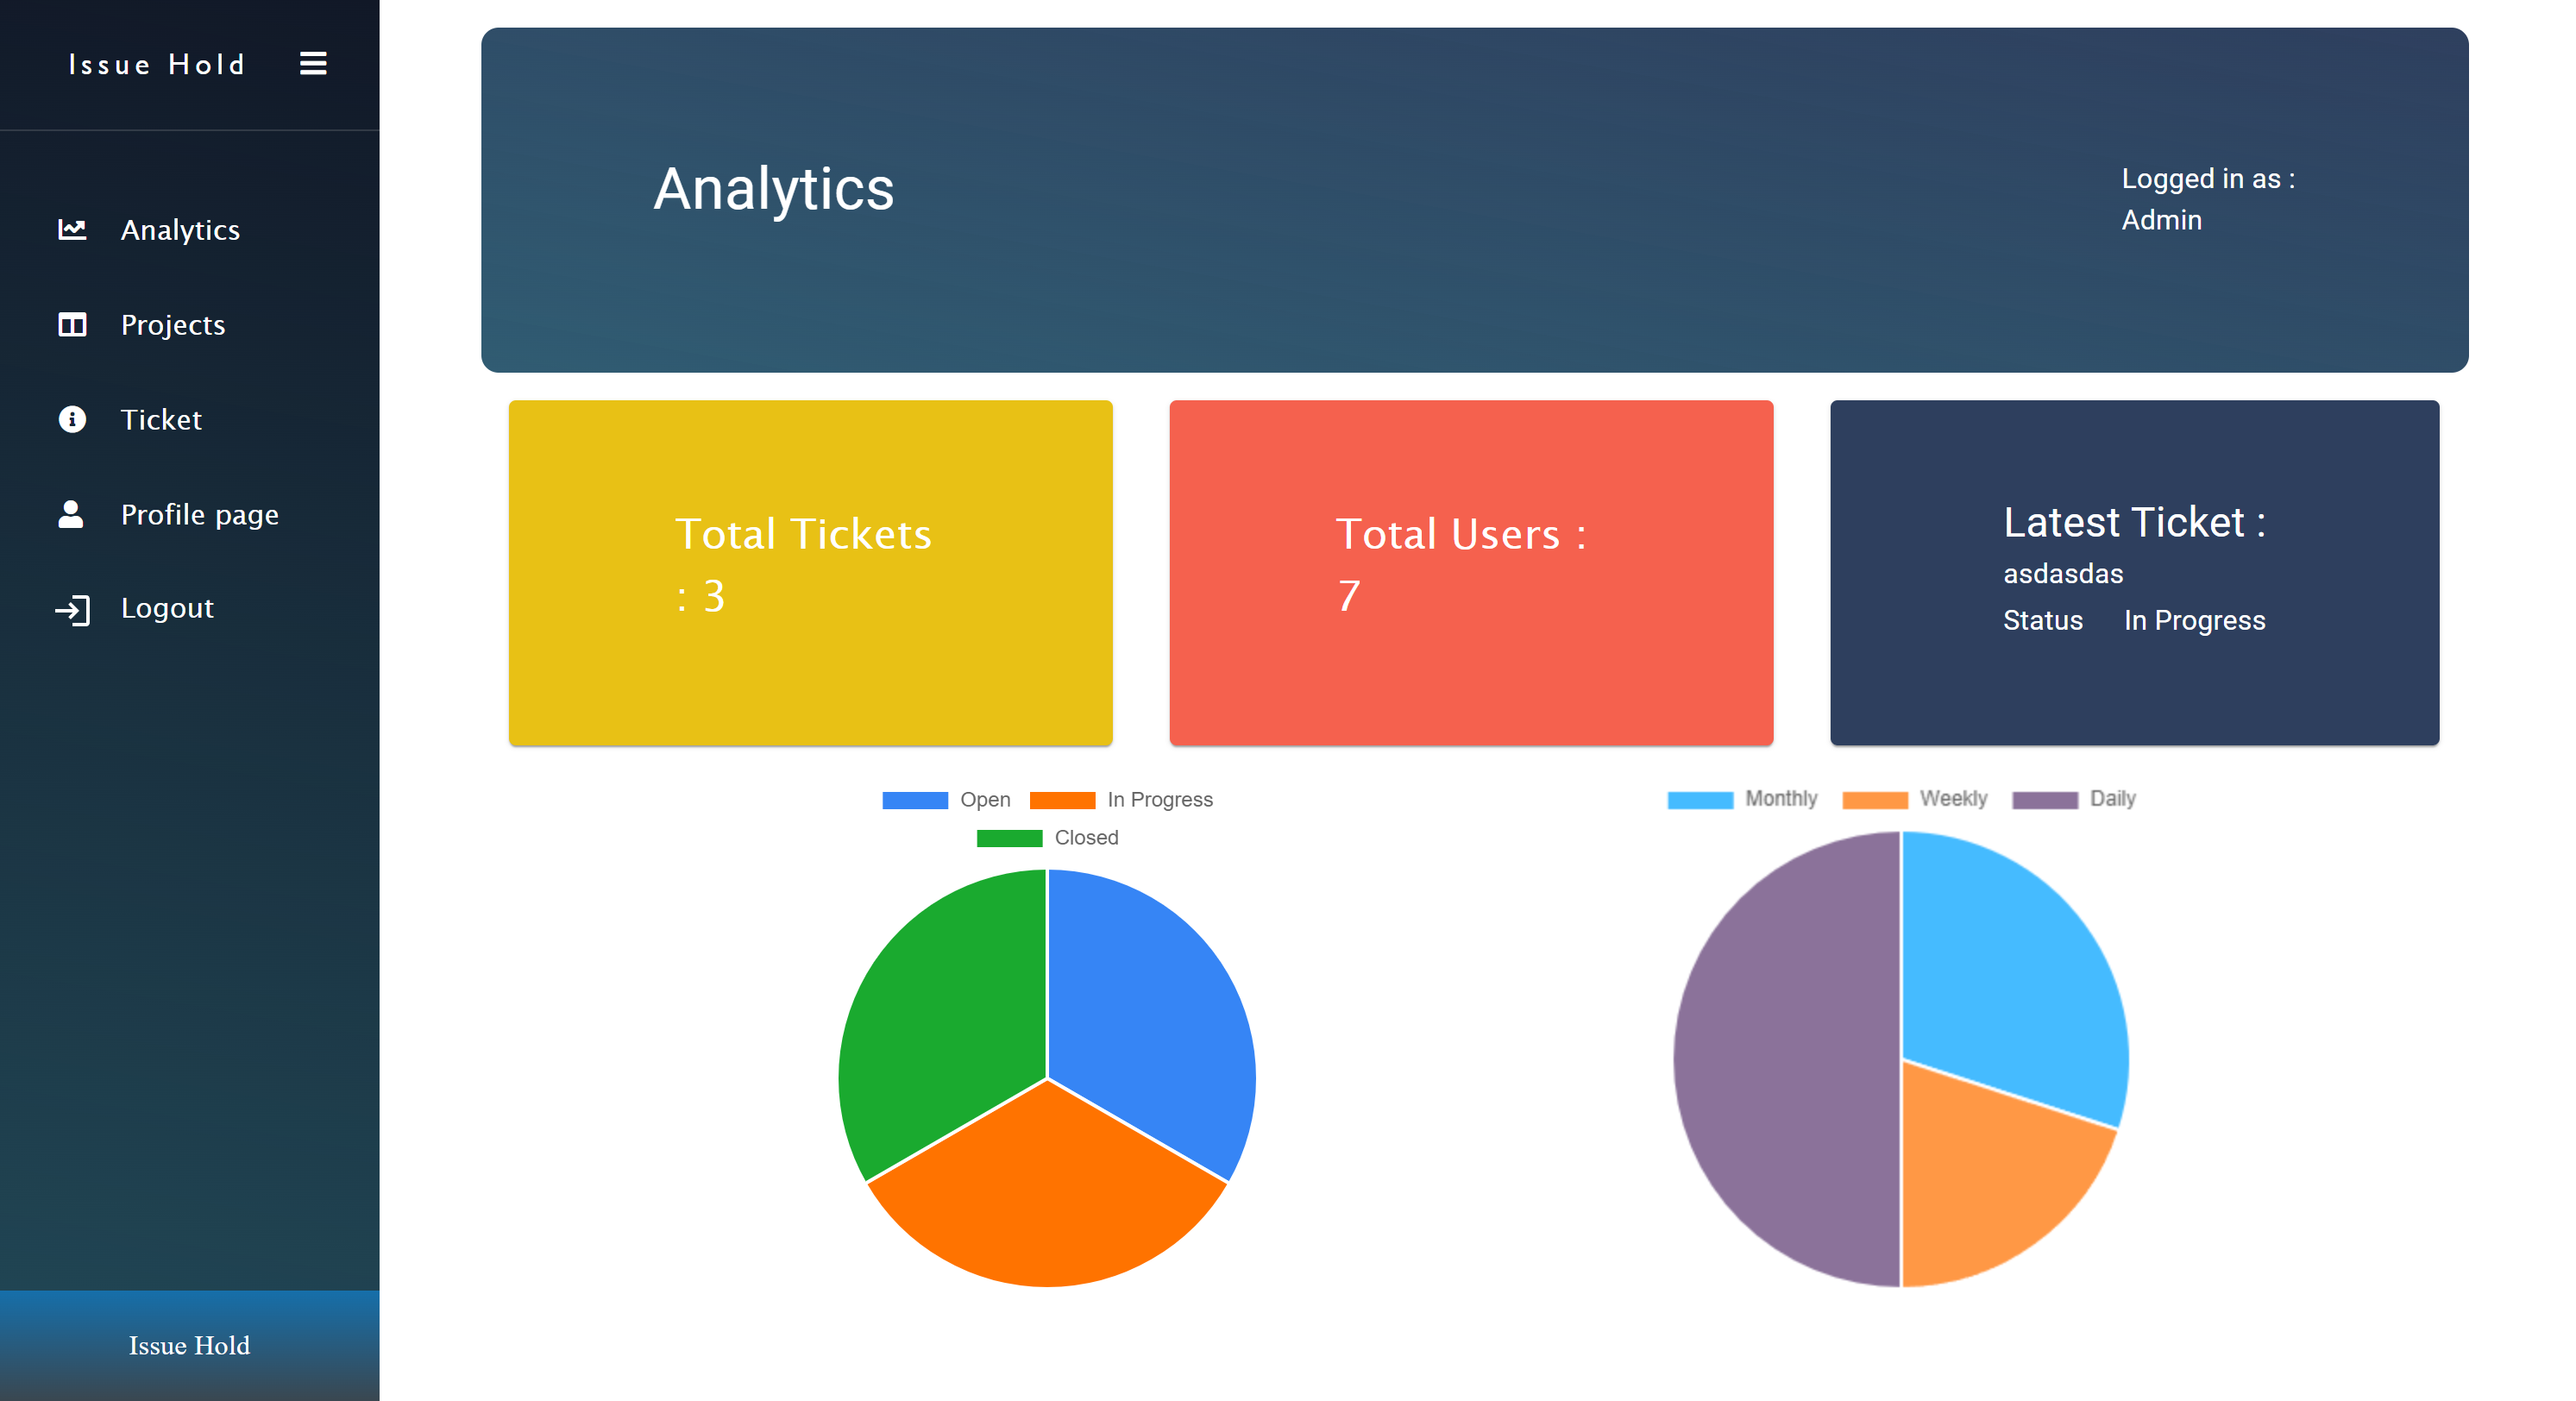 Issue Hold
Analytics
Projects
Ticket
Profile page
Logout
Issue Hold
Analytics
Logged in as :
Admin
Total Tickets
: 3
Total Users :
7
Latest Ticket :
asdasdas
Status In Progress
Open In Progress
Closed
Monthly Weekly Daily